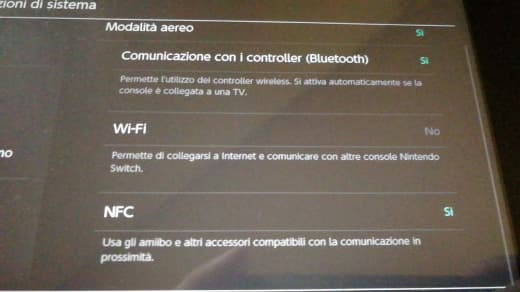 zioni di sistema
Modalità aereo Sì
Comunicazione con i controller (Bluetooth) Sì
Permette l'utilizzo dei controller wireless. Si attiva automaticamente se la
console è collegata a una TV.
Wi-Fi No
no
Permette di collegarsi a Internet e comunicare con altre console Nintendo
Switch.
NFC Sì
Usa gli amiibo e altri accessori compatibili con la comunicazione in
prossimità.